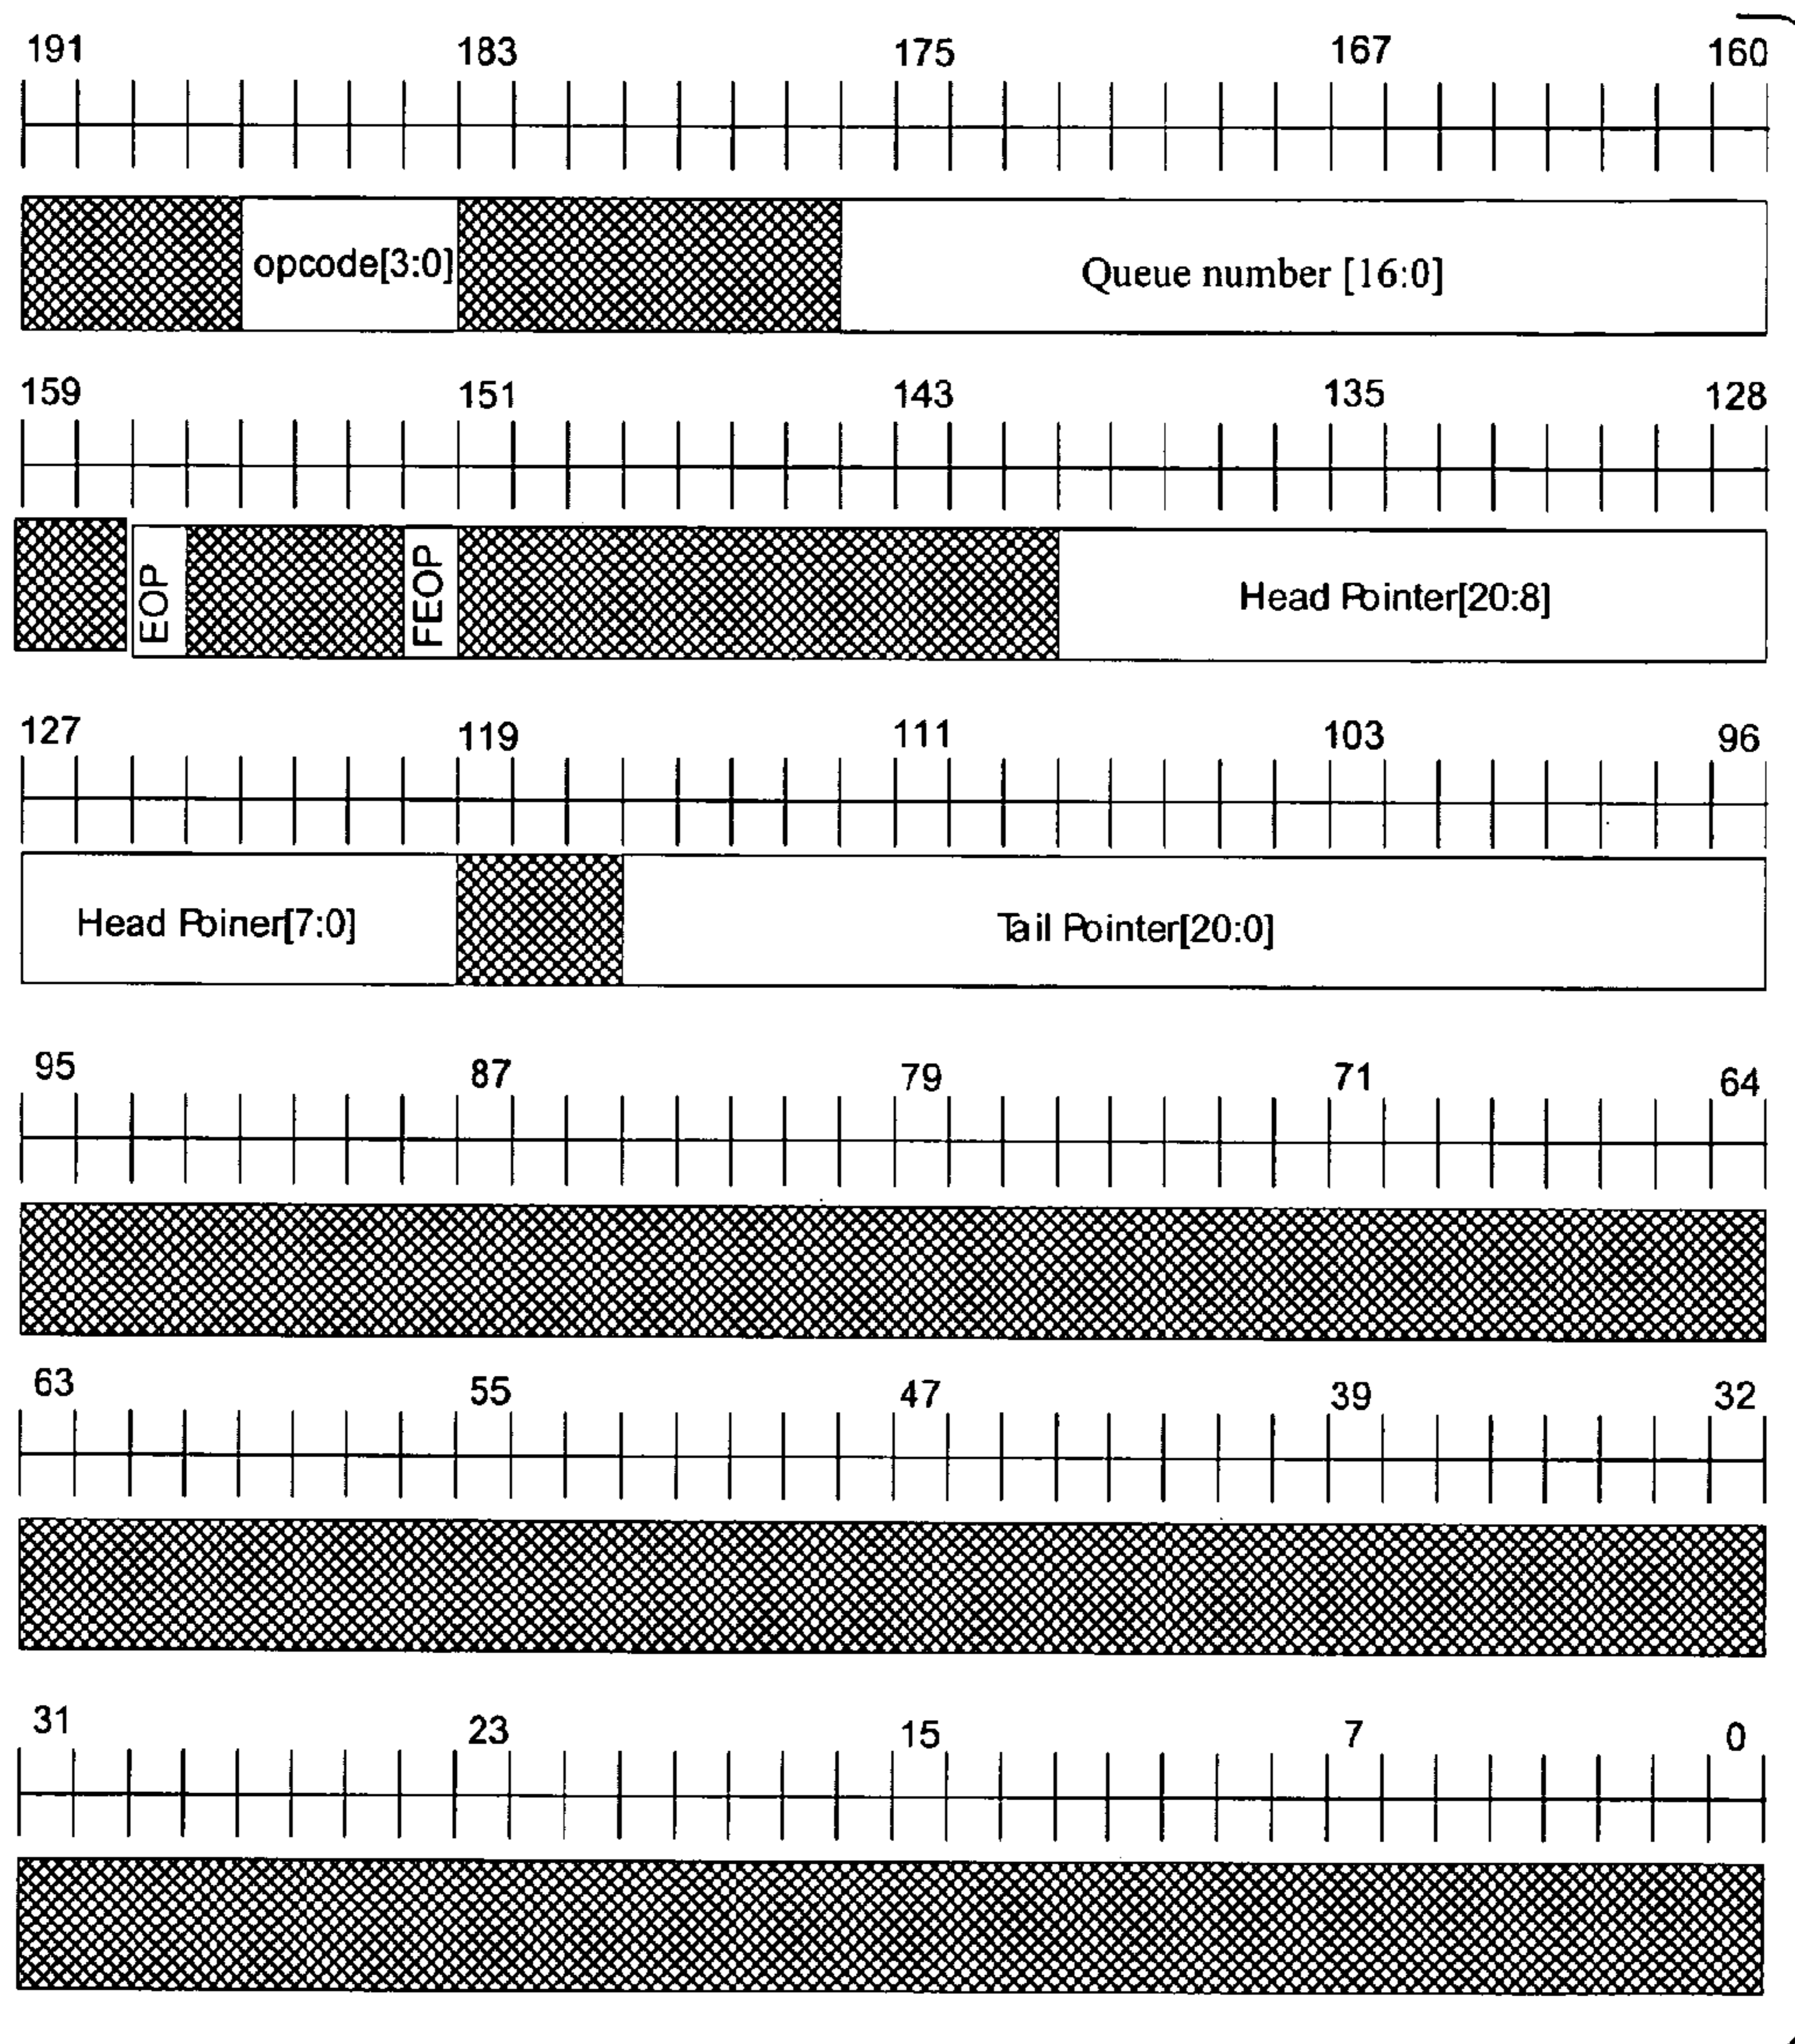 191 183 175 167 160
opcode[3:0] Queue number [16:0]
159 151 143 135 128
EOP FEOP Head Pointer[20:8]
127 119 111 103 96
Head Poiner[7:0] Tail Pointer[20:0]
95 87 79 71 64
63 55 47 39 32
31 23 15 7 0